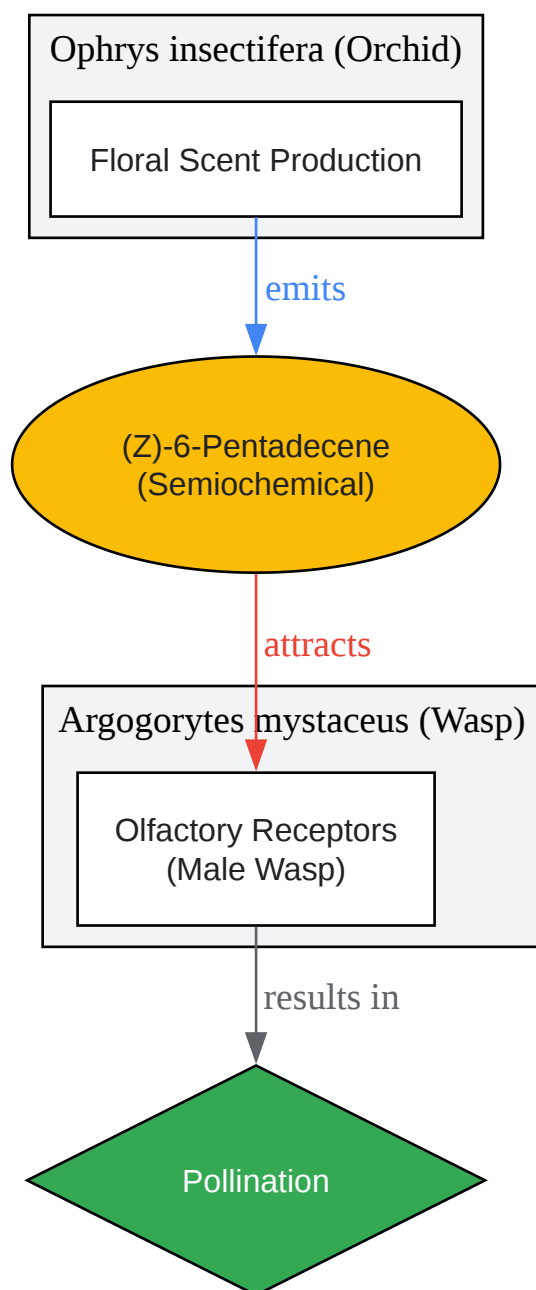 Ophrys insectifera (Orchid)
Floral Scent Production
emits
(Z)-6-Pentadecene
(Semiochemical)
attracts
Argogorytes mystaceus (Wasp)
Olfactory Receptors
(Male Wasp)
results in
Pollination